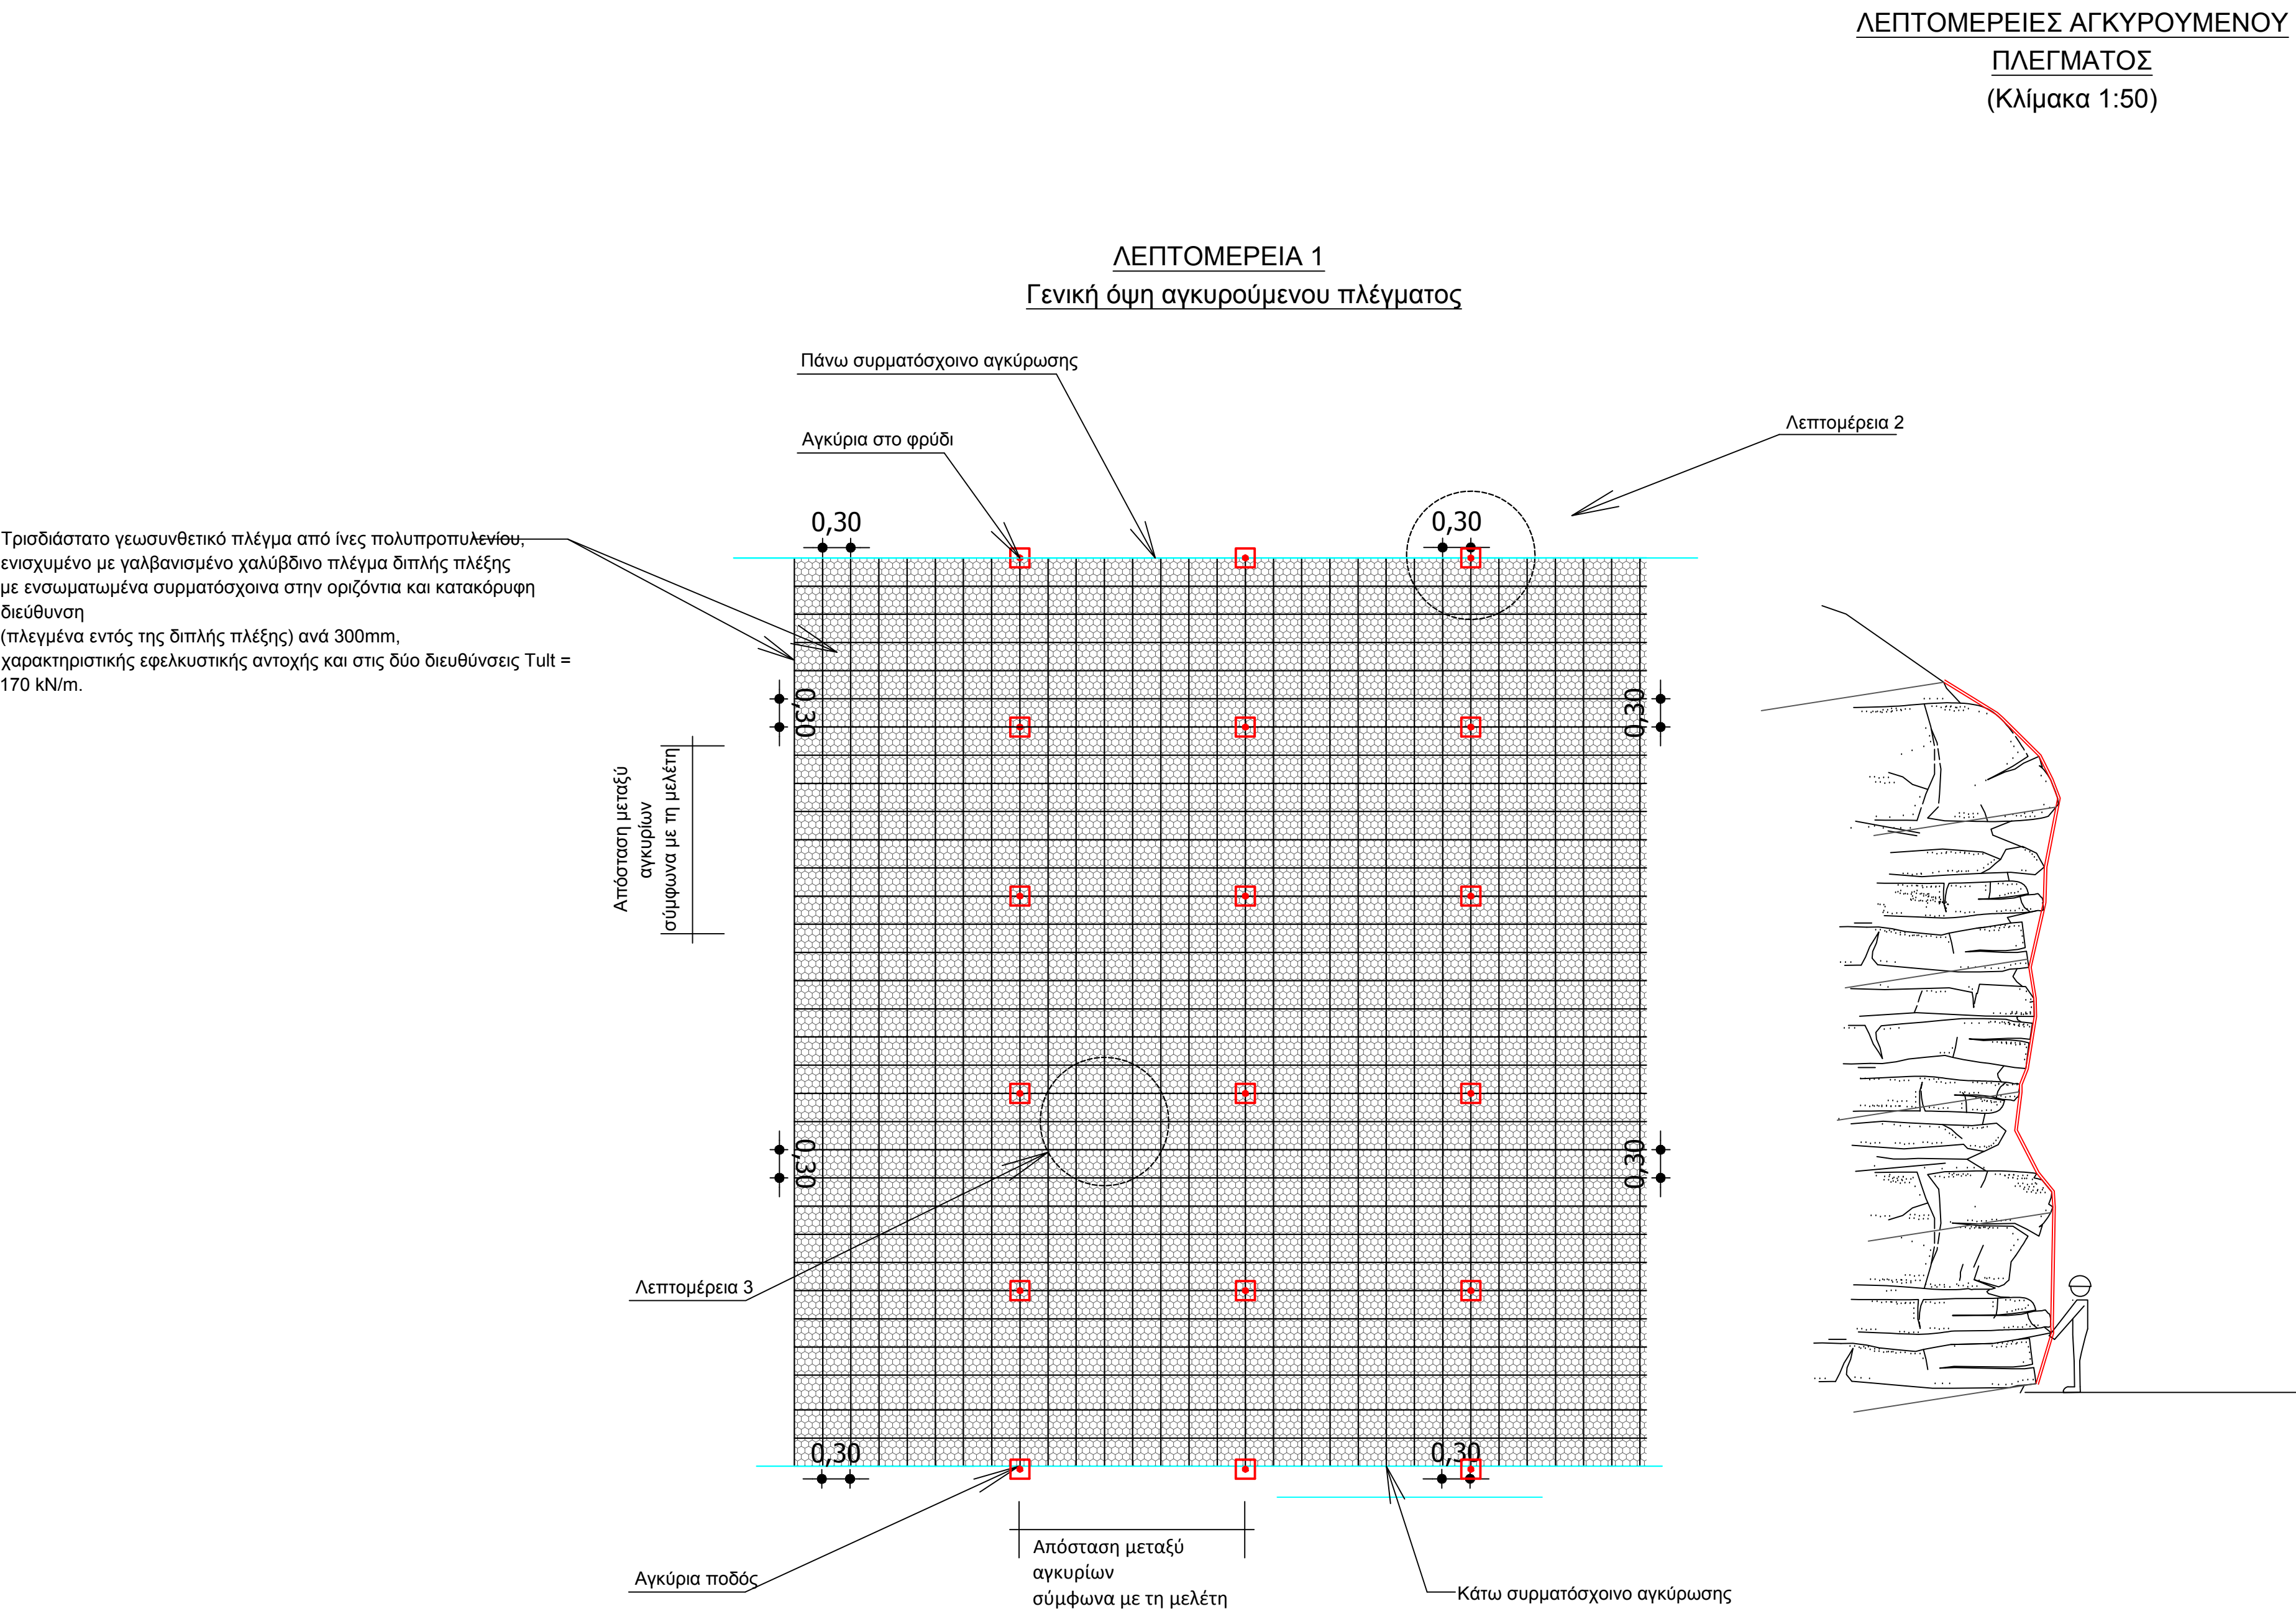 ΛΕΠΤΟΜΕΡΕΙΕΣ ΑΓΚΥΡΟΥΜΕΝΟΥ
ΠΛΕΓΜΑΤΟΣ
(Κλίμακα 1:50)
ΛΕΠΤΟΜΕΡΕΙΑ 1
Γενική όψη αγκυρούμενου πλέγματος
Πάνω συρματόσχοινο αγκύρωσης
Αγκύρια στο φρύδι
Λεπτομέρεια 2
0,30
0,30
Τρισδιάστατο γεωσυνθετικό πλέγμα από ίνες πολυπροπυλενίου,
ενισχυμένο με γαλβανισμένο χαλύβδινο πλέγμα διπλής πλέξης
με ενσωματωμένα συρματόσχοινα στην οριζόντια και κατακόρυφη
διεύθυνση
(πλεγμένα εντός της διπλής πλέξης) ανά 300mm,
χαρακτηριστικής εφελκυστικής αντοχής και στις δύο διευθύνσεις Tult =
170 kN/m.
0,30
0,30
Απόσταση μεταξύ
αγκυρίων
σύμφωνα με τη μελέτη
0,30
0,30
Λεπτομέρεια 3
0,30
0,30
Απόσταση μεταξύ
αγκυρίων
σύμφωνα με τη μελέτη
Αγκύρια ποδός
Κάτω συρματόσχοινο αγκύρωσης